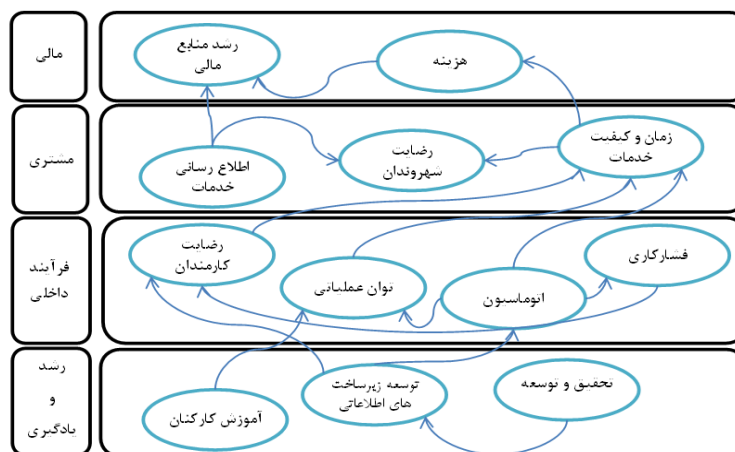 مالی
رشد منابع
مالی
هزینه
مشتری
اطلاع رسانی
خدمات
رضایت
شهروندان
زمان و کیفیت
خدمات
فرآیند
داخلی
رضایت
کارمندان
توان عملیاتی
اتوماسیون
فشارکاری
رشد
و
یادگیری
آموزش کارکنان
توسعه زیرساخت
های اطلاعاتی
تحقیق و توسعه